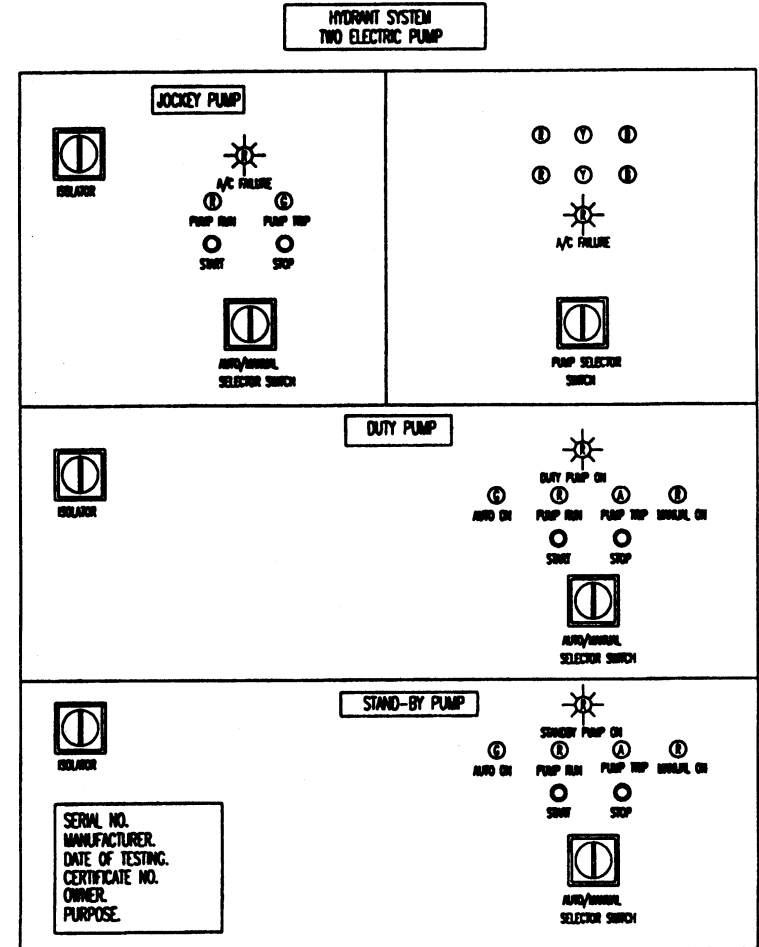 HYDRANT SYSTEM
TWO ELECTRIC PUMP
JOCKEY PUMP
ISOLATOR
R
A/C FAILURE
R G
PUMP RUN PUMP TRIP
START STOP
AUTO/MANUAL
SELECTOR SWITCH
R Y B
R Y B
R
A/C FAILURE
PUMP SELECTOR
SWITCH
DUTY PUMP
ISOLATOR
R
DUTY PUMP ON
G R A R
AUTO ON PUMP RUN PUMP TRIP MANUAL ON
START STOP
AUTO/MANUAL
SELECTOR SWITCH
STAND-BY PUMP
ISOLATOR
R
STANDBY PUMP ON
G R A R
AUTO ON PUMP RUN PUMP TRIP MANUAL ON
START STOP
AUTO/MANUAL
SELECTOR SWITCH
SERIAL NO.
MANUFACTURER.
DATE OF TESTING.
CERTIFICATE NO.
OWNER.
PURPOSE.